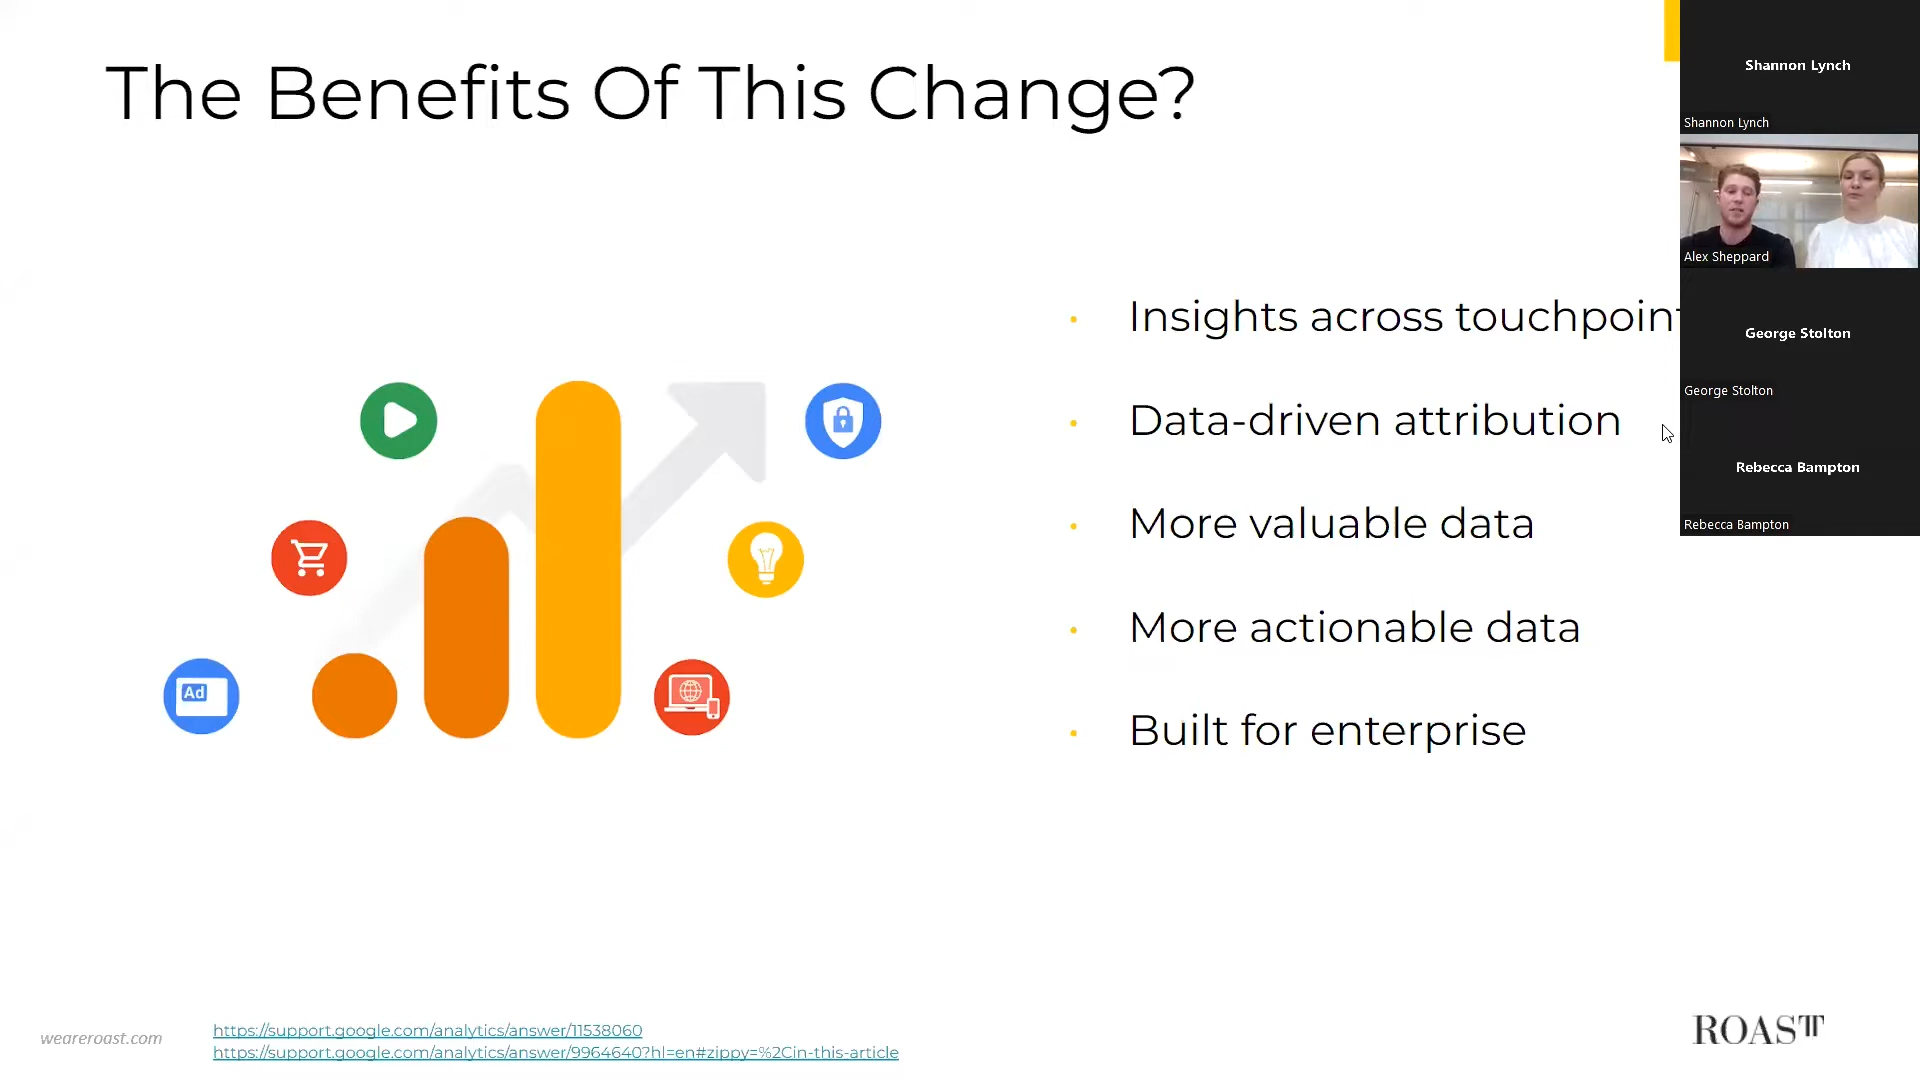 The Benefits Of This Change?
Shannon Lynch
Shannon Lynch
Alex Sheppard
George Stolton
George Stolton
Rebecca Bampton
Rebecca Bampton
Insights across touchpoint
Data-driven attribution
More valuable data
More actionable data
Built for enterprise
Ad
weareroast.com
https://support.google.com/analytics/answer/11538060
https://support.google.com/analytics/answer/9964640?hl=en#zippy=%2Cin-this-article
ROAST